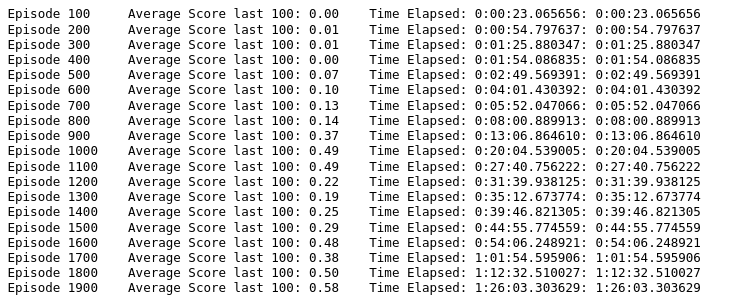 Episode 100 Average Score last 100: 0.00 Time Elapsed: 0:00:23.065656: 0:00:23.065656
Episode 200 Average Score last 100: 0.01 Time Elapsed: 0:00:54.797637: 0:00:54.797637
Episode 300 Average Score last 100: 0.01 Time Elapsed: 0:01:25.880347: 0:01:25.880347
Episode 400 Average Score last 100: 0.00 Time Elapsed: 0:01:54.086835: 0:01:54.086835
Episode 500 Average Score last 100: 0.07 Time Elapsed: 0:02:49.569391: 0:02:49.569391
Episode 600 Average Score last 100: 0.10 Time Elapsed: 0:04:01.430392: 0:04:01.430392
Episode 700 Average Score last 100: 0.13 Time Elapsed: 0:05:52.047066: 0:05:52.047066
Episode 800 Average Score last 100: 0.14 Time Elapsed: 0:08:00.889913: 0:08:00.889913
Episode 900 Average Score last 100: 0.37 Time Elapsed: 0:13:06.864610: 0:13:06.864610
Episode 1000 Average Score last 100: 0.49 Time Elapsed: 0:20:04.539005: 0:20:04.539005
Episode 1100 Average Score last 100: 0.49 Time Elapsed: 0:27:40.756222: 0:27:40.756222
Episode 1200 Average Score last 100: 0.22 Time Elapsed: 0:31:39.938125: 0:31:39.938125
Episode 1300 Average Score last 100: 0.19 Time Elapsed: 0:35:12.673774: 0:35:12.673774
Episode 1400 Average Score last 100: 0.25 Time Elapsed: 0:39:46.821305: 0:39:46.821305
Episode 1500 Average Score last 100: 0.29 Time Elapsed: 0:44:55.774559: 0:44:55.774559
Episode 1600 Average Score last 100: 0.48 Time Elapsed: 0:54:06.248921: 0:54:06.248921
Episode 1700 Average Score last 100: 0.38 Time Elapsed: 1:01:54.595906: 1:01:54.595906
Episode 1800 Average Score last 100: 0.50 Time Elapsed: 1:12:32.510027: 1:12:32.510027
Episode 1900 Average Score last 100: 0.58 Time Elapsed: 1:26:03.303629: 1:26:03.303629